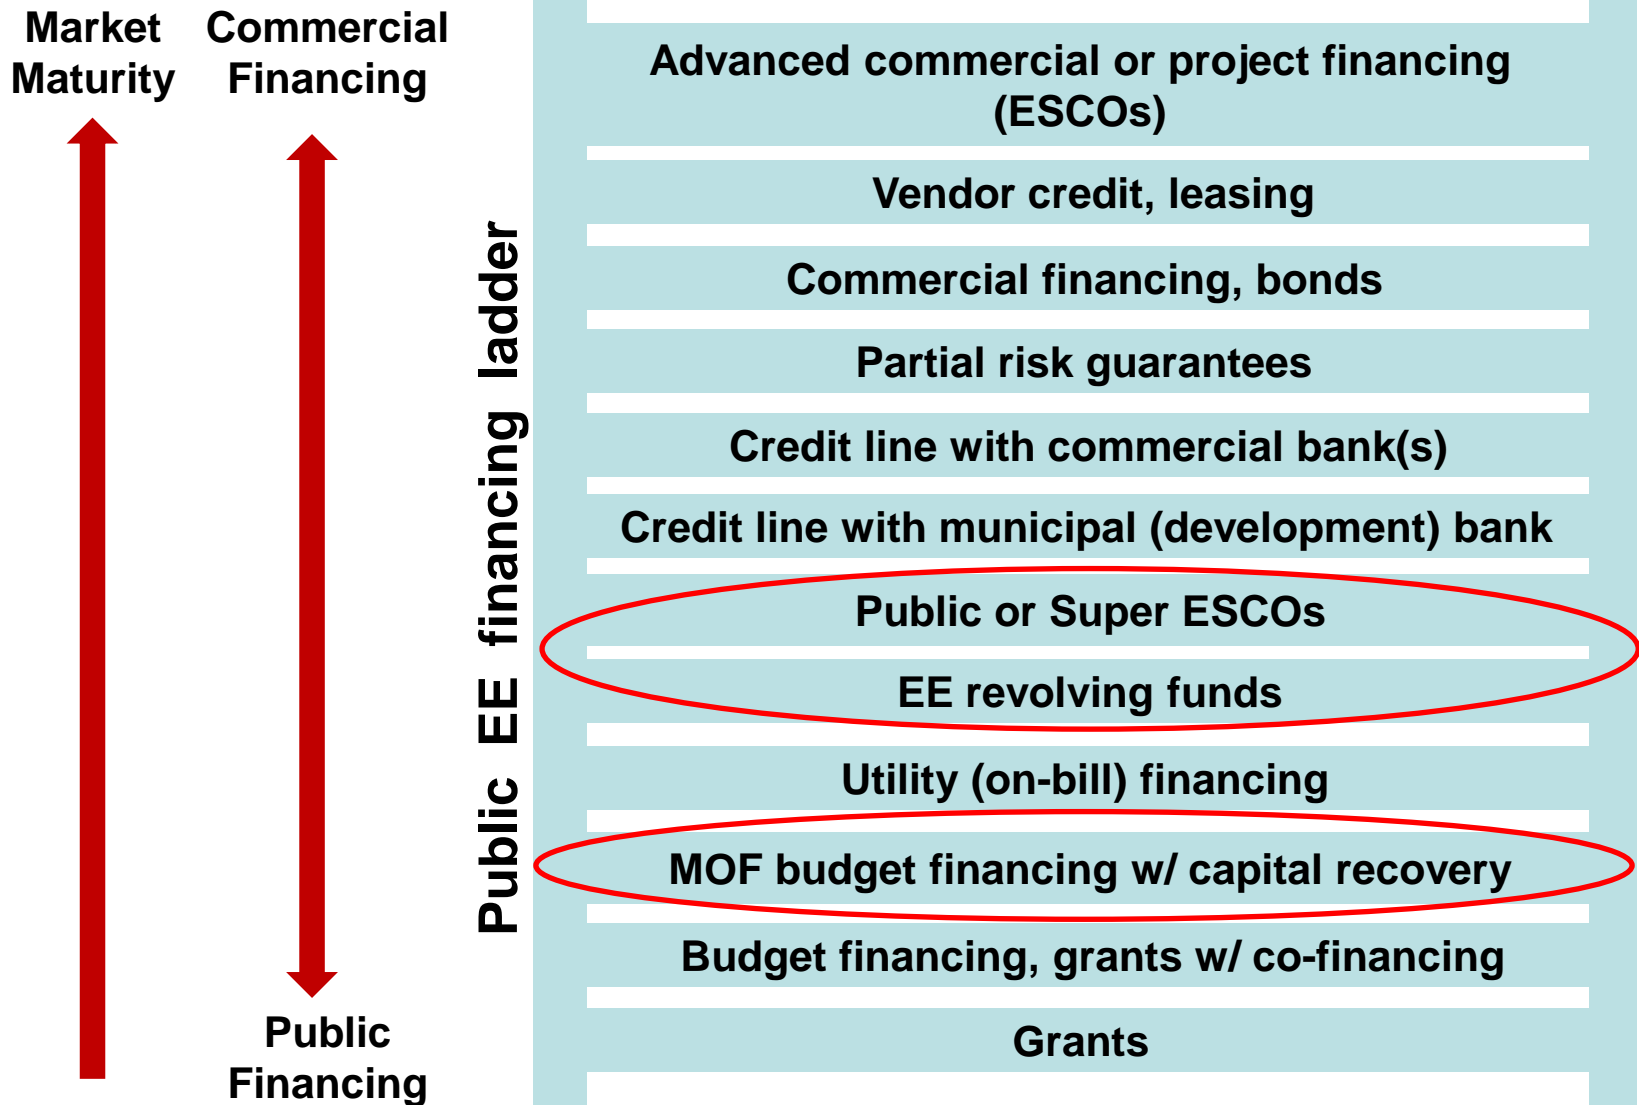 Market
Maturity
Commercial
Financing
Public EE financing ladder
Advanced commercial or project financing
(ESCOs)
Vendor credit, leasing
Commercial financing, bonds
Partial risk guarantees
Credit line with commercial bank(s)
Credit line with municipal (development) bank
Public or Super ESCOs
EE revolving funds
Utility (on-bill) financing
MOF budget financing w/ capital recovery
Budget financing, grants w/ co-financing
Grants
Public
Financing